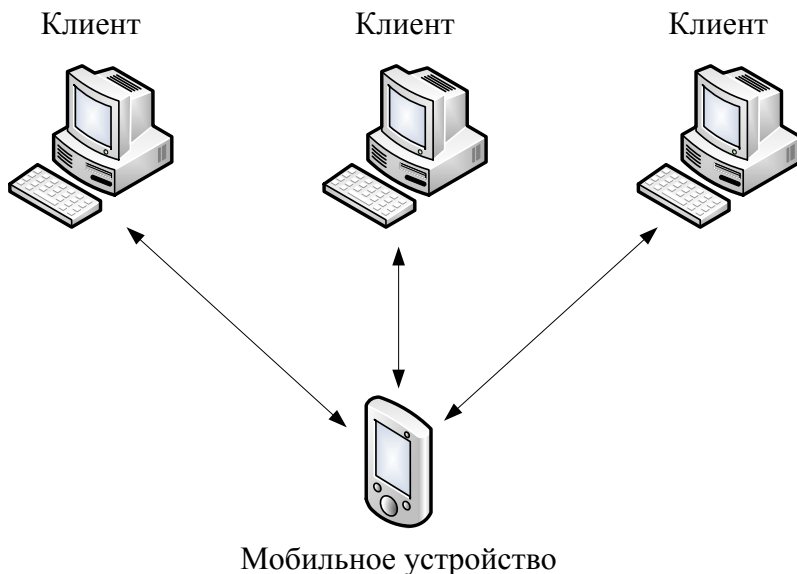 Клиент
Клиент
Клиент
Мобильное устройство